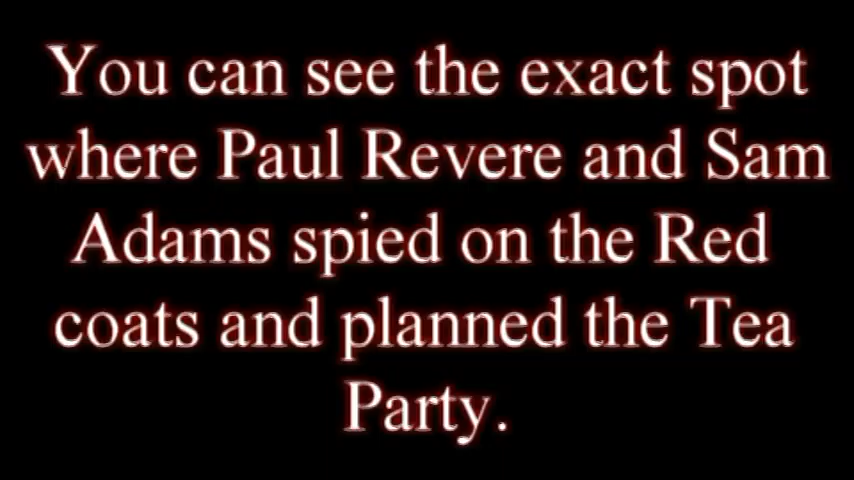 You can see the exact spot
where Paul Revere and Sam
Adams spied on the Red
coats and planned the Tea
Party.